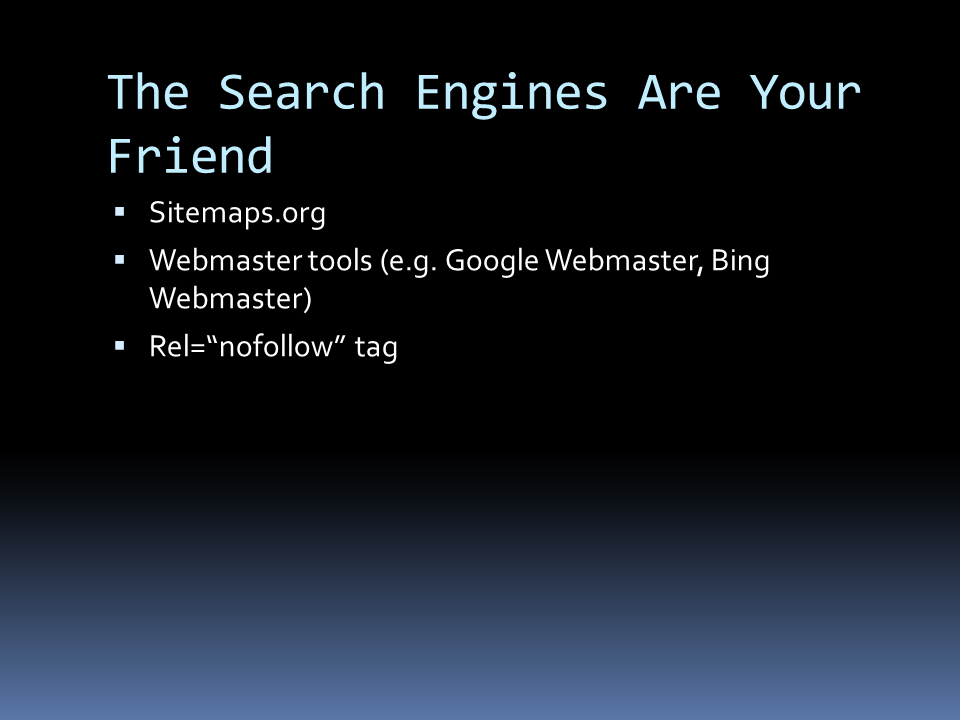 The Search Engines Are Your
Friend
▪ Sitemaps.org
▪ Webmaster tools (e.g. Google Webmaster, Bing
Webmaster)
▪ Rel=“nofollow” tag